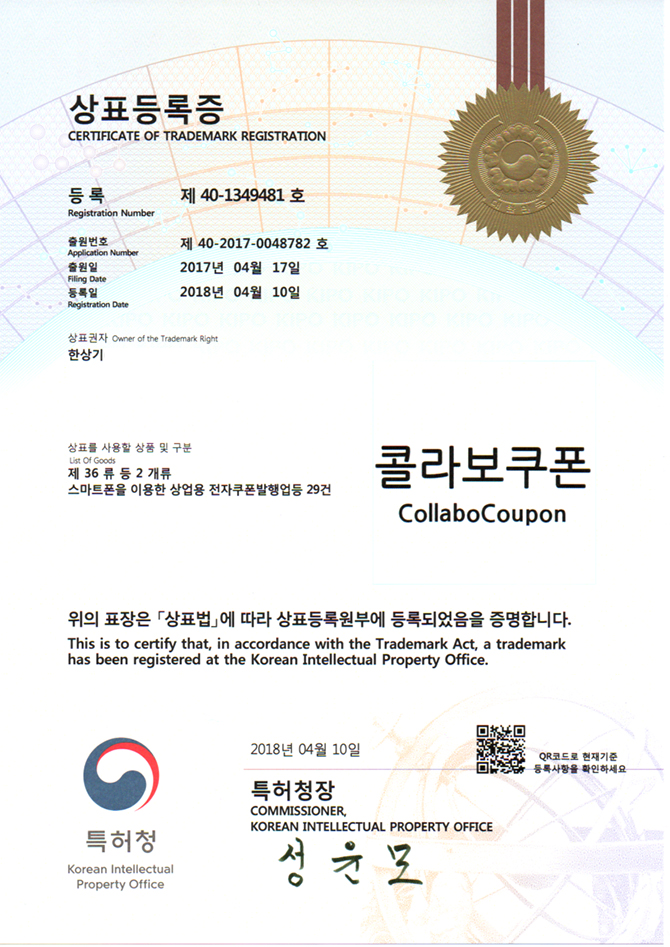 상표등록증
CERTIFICATE OF TRADEMARK REGISTRATION
등록 제 40-1349481 호
Registration Number
출원번호 제 40-2017-0048782 호
Application Number
출원일 2017년 04월 17일
Filing Date
등록일 2018년 04월 10일
Registration Date
상표권자 Owner of the Trademark Right
한상기
상표를 사용할 상품 및 구분
List Of Goods
제 36 류 등 2 개류
스마트폰을 이용한 상업용 전자쿠폰발행업등 29건
콜라보쿠폰
CollaboCoupon
위의 표장은 「상표법」에 따라 상표등록원부에 등록되었음을 증명합니다.
This is to certify that, in accordance with the Trademark Act, a trademark
has been registered at the Korean Intellectual Property Office.
2018년 04월 10일
QR코드로 현재기준
등록사항을 확인하세요
특허청장
COMMISSIONER,
KOREAN INTELLECTUAL PROPERTY OFFICE
성윤모
특허청
Korean Intellectual
Property Office